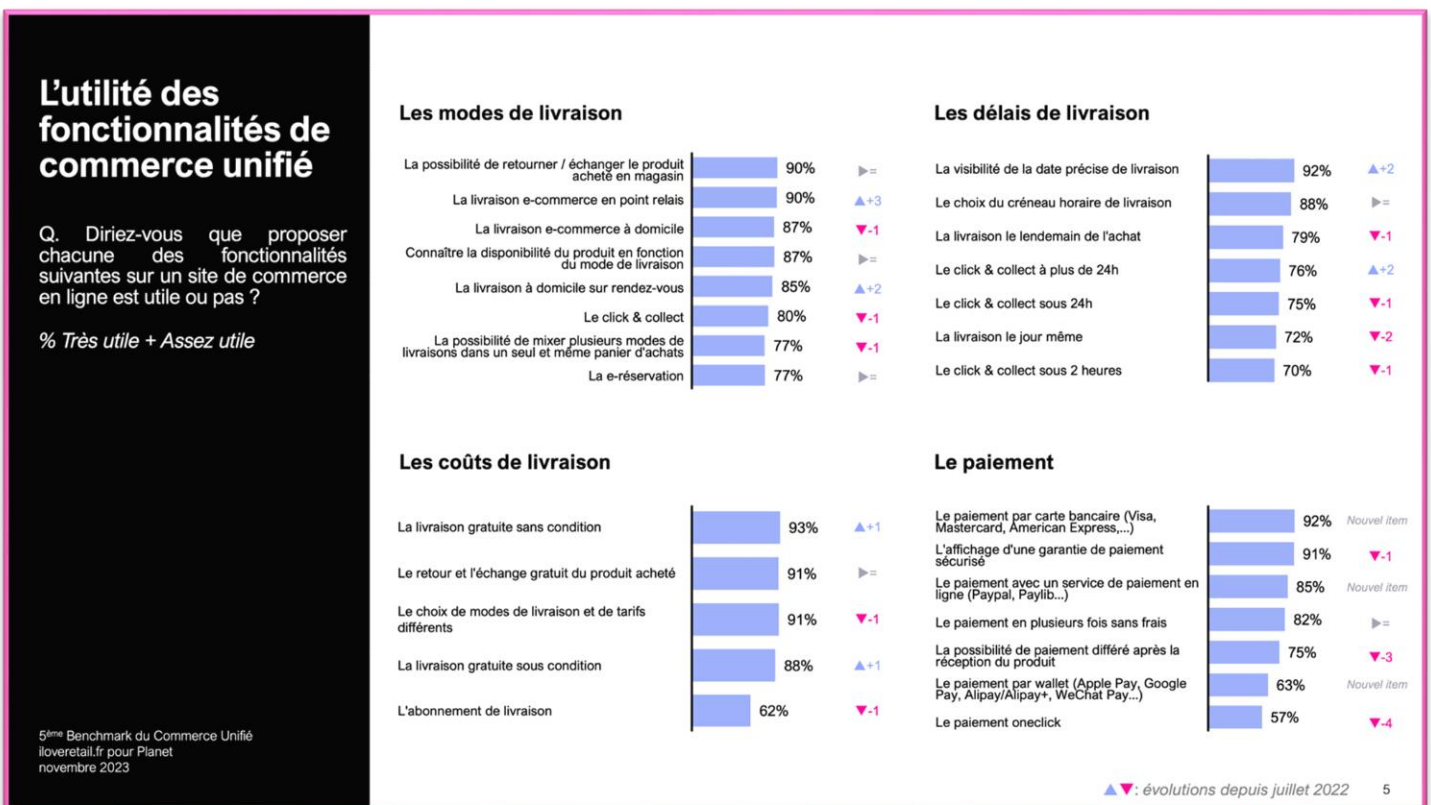 L'utilité des
fonctionnalités de
commerce unifié
Q. Diriez-vous que proposer
chacune des fonctionnalités
suivantes sur un site de commerce
en ligne est utile ou pas ?
% Très utile + Assez utile
5ème Benchmark du Commerce Unifié
iloveretail.fr pour Planet
novembre 2023
Les modes de livraison
La possibilité de retourner / échanger le produit
acheté en magasin
90% ▶=
La livraison e-commerce en point relais 90% ▲+3
La livraison e-commerce à domicile 87% ▼-1
Connaître la disponibilité du produit en fonction
du mode de livraison
87% ▶=
La livraison à domicile sur rendez-vous 85% ▲+2
Le click & collect 80% ▼-1
La possibilité de mixer plusieurs modes de
livraisons dans un seul et même panier d'achats
77% ▼-1
La e-réservation 77% ▶=
Les délais de livraison
La visibilité de la date précise de livraison 92% ▲+2
Le choix du créneau horaire de livraison 88% ▶=
La livraison le lendemain de l'achat 79% ▼-1
Le click & collect à plus de 24h 76% ▲+2
Le click & collect sous 24h 75% ▼-1
La livraison le jour même 72% ▼-2
Le click & collect sous 2 heures 70% ▼-1
Les coûts de livraison
La livraison gratuite sans condition 93% ▲+1
Le retour et l'échange gratuit du produit acheté 91% ▶=
Le choix de modes de livraison et de tarifs
différents
91% ▼-1
La livraison gratuite sous condition 88% ▲+1
L'abonnement de livraison 62% ▼-1
Le paiement
Le paiement par carte bancaire (Visa,
Mastercard, American Express,...)
92% Nouvel item
L'affichage d'une garantie de paiement
sécurisé
91% ▼-1
Le paiement avec un service de paiement en
ligne (Paypal, Paylib...)
85% Nouvel item
Le paiement en plusieurs fois sans frais 82% ▶=
La possibilité de paiement différé après la
réception du produit
75% ▼-3
Le paiement par wallet (Apple Pay, Google
Pay, Alipay/Alipay+, WeChat Pay...)
63% Nouvel item
Le paiement oneclick 57% ▼-4
▲▼: évolutions depuis juillet 2022 5